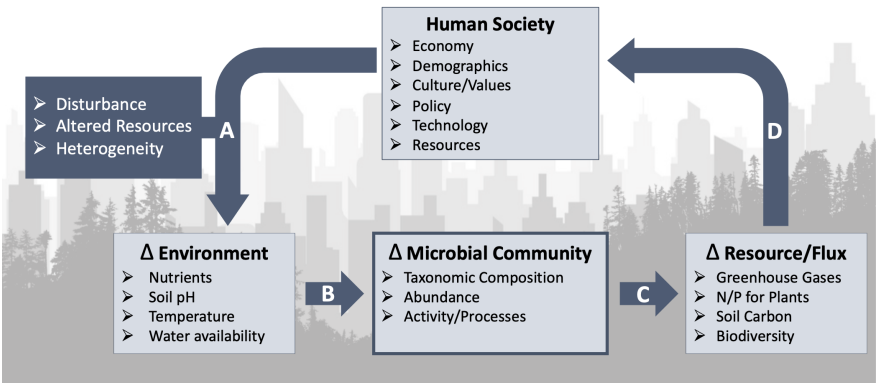 Human Society
➢ Economy
➢ Demographics
➢ Culture/Values
➢ Policy
➢ Technology
➢ Resources
➢ Disturbance
➢ Altered Resources
➢ Heterogeneity
A
D
Δ Environment
➢ Nutrients
➢ Soil pH
➢ Temperature
➢ Water availability
B
Δ Microbial Community
➢ Taxonomic Composition
➢ Abundance
➢ Activity/Processes
C
Δ Resource/Flux
➢ Greenhouse Gases
➢ N/P for Plants
➢ Soil Carbon
➢ Biodiversity